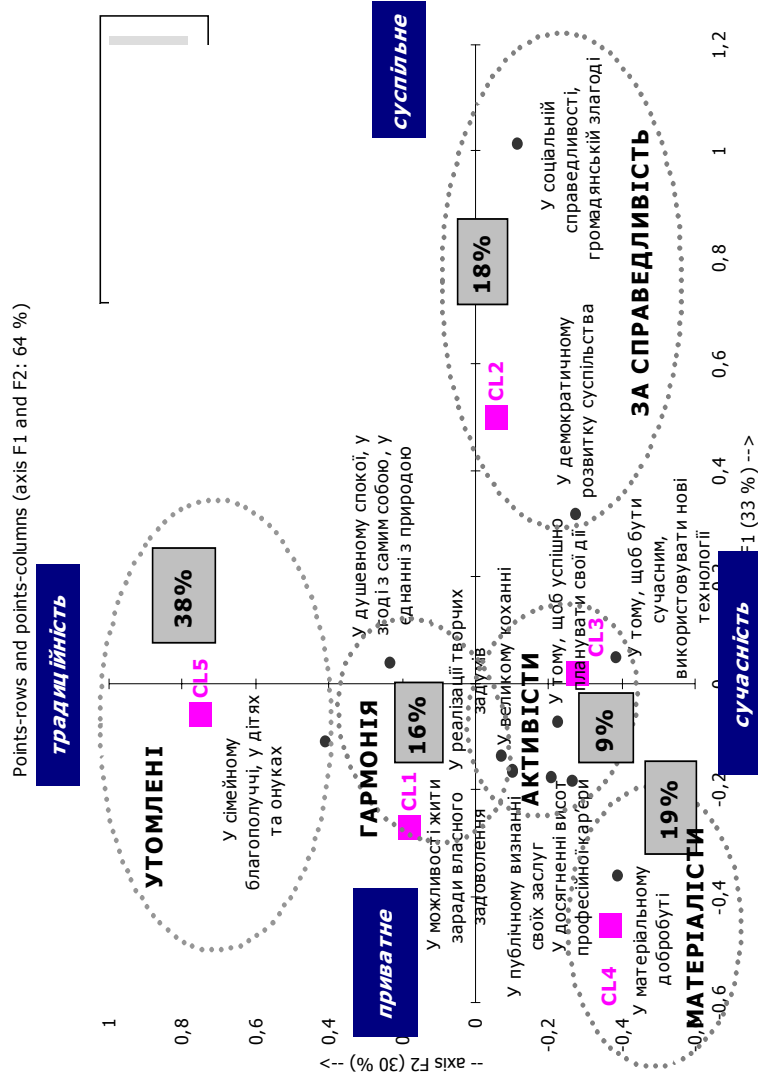 Points-rows and points-columns (axis F1 and F2: 64 %)
традиційність
УТОМЛЕНІ
38%
CL5
У сімейному
благополуччі, у дітях
та онуках
ГАРМОНІЯ
16%
CL1
У душевному спокої, у
згоді з самим собою, у
єднанні з природою
У реалізації творчих
задумів
У можливості жити
заради власного
задоволення
приватне
суспільне
18%
CL2
У соціальній
справедливості,
громадянській злагоді
У демократичному
розвитку суспільства
ЗА СПРАВЕДЛИВІСТЬ
У великому коханні
АКТИВІСТИ
У тому, щоб успішно
планувати свої дії
CL3
9%
У публічному визнанні
своїх заслуг
У досягненні висот
професійної кар'єри
У тому, щоб бути
сучасним,
використовувати нові
технології
19%
МАТЕРІАЛІСТИ
CL4
У матеріальному
добробуті
сучасність
1
0,8
0,6
0,4
0
-0,2
-0,4
-0,6
-0,4
-0,2
0
0,4
0,6
0,8
1
1,2
-- axis F2 (30 %) -->
F1 (33 %) -->